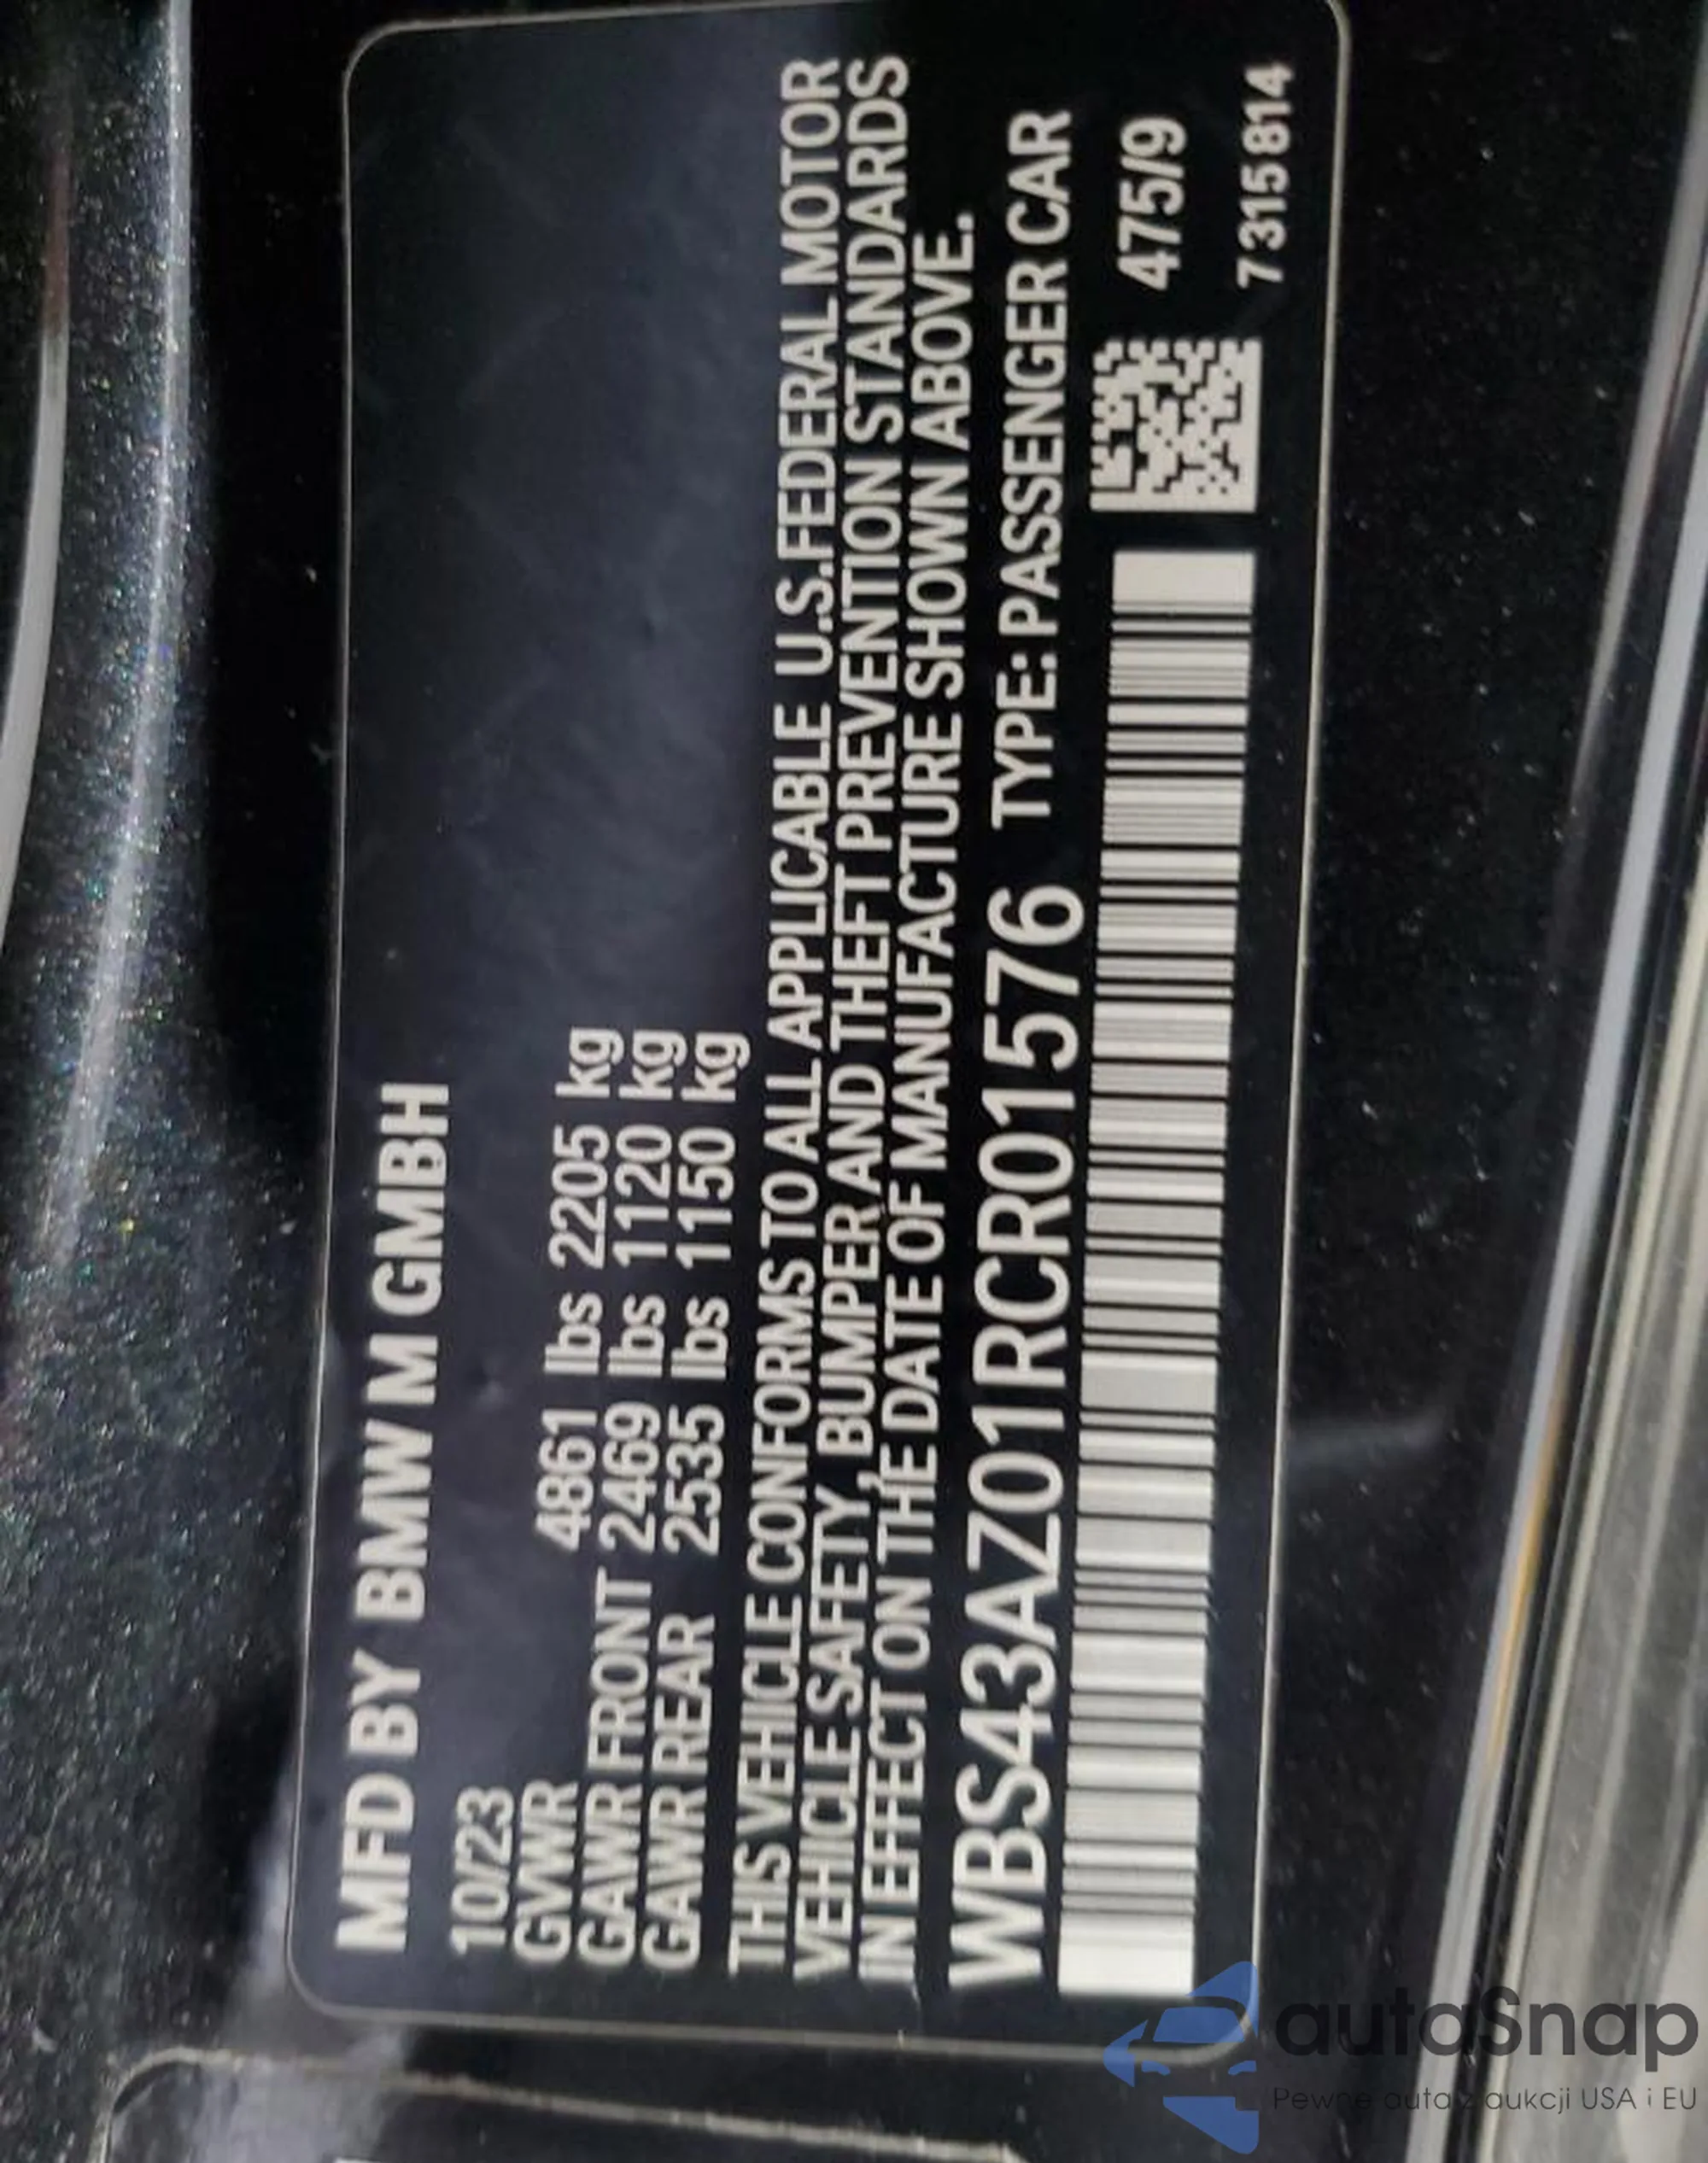 MFD BY BMW M GMBH
10/23
GVWR 4861 lbs 2205 kg
GAWR FRONT 2469 lbs 1120 kg
GAWR REAR 2535 lbs 1150 kg
THIS VEHICLE CONFORMS TO ALL APPLICABLE U.S.FEDERAL MOTOR
VEHICLE SAFETY, BUMPER AND THEFT PREVENTION STANDARDS
IN EFFECT ON THE DATE OF MANUFACTURE SHOWN ABOVE.
WBS43AZ01RCR01576 TYPE: PASSENGER CAR
475/9
7315814
autoSnap
Pewne auta z aukcji USA i EU